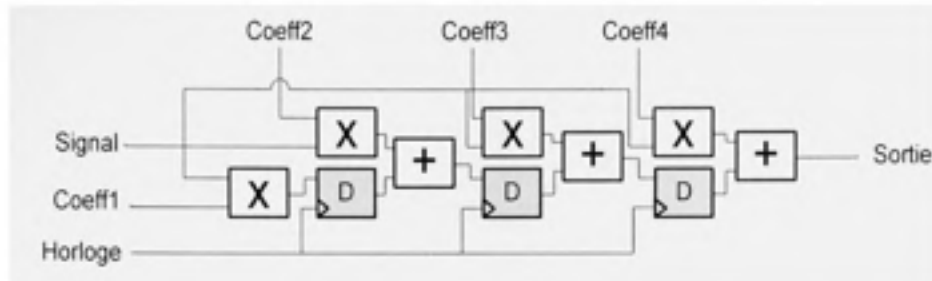 Coeff2 Coeff3 Coeff4
X X X
Signal
+ + + Sortie
X D D D
Coeff1
Horloge